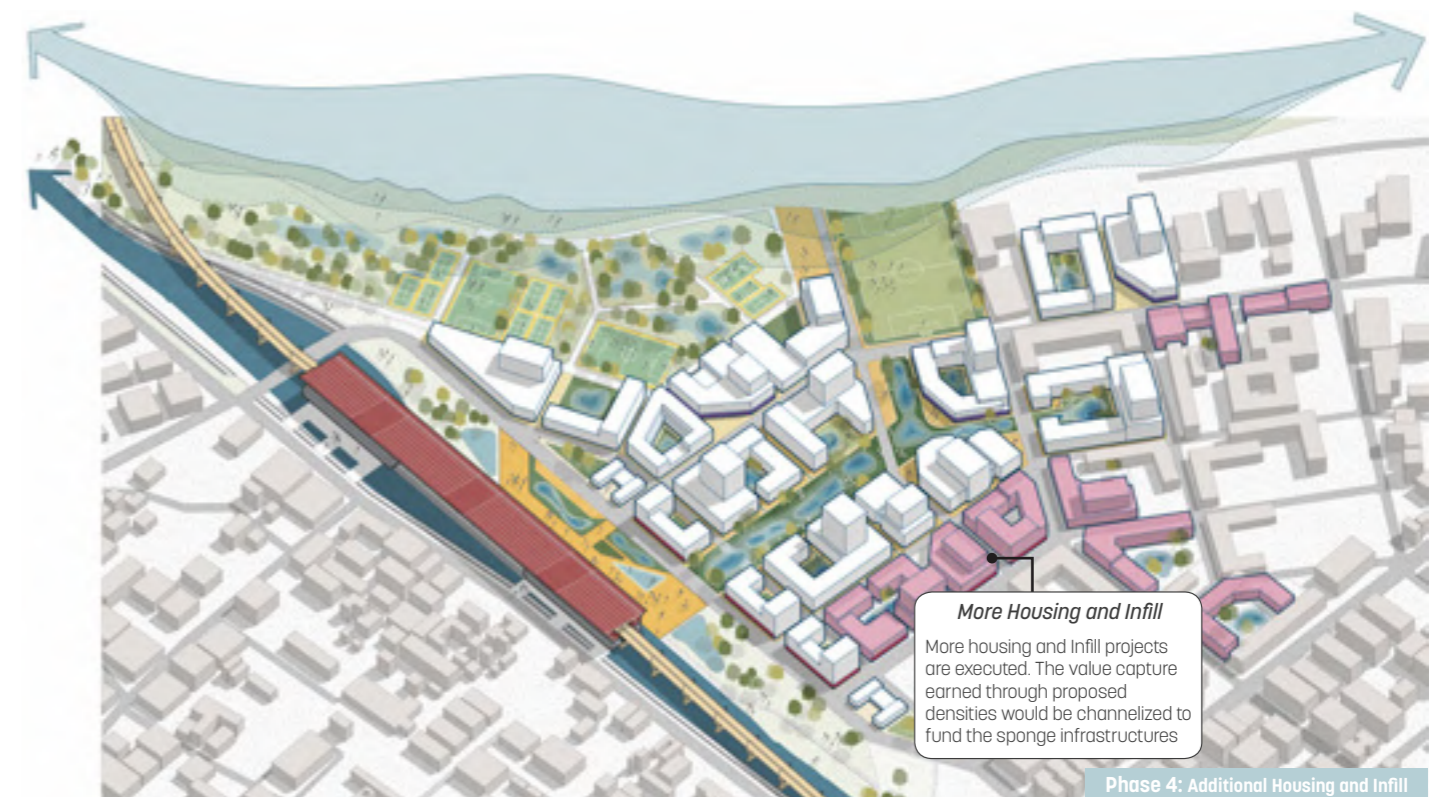 More Housing and Infill
More housing and Infill projects
are executed. The value capture
earned through proposed
densities would be channelized to
fund the sponge infrastructures
Phase 4: Additional Housing and Infill